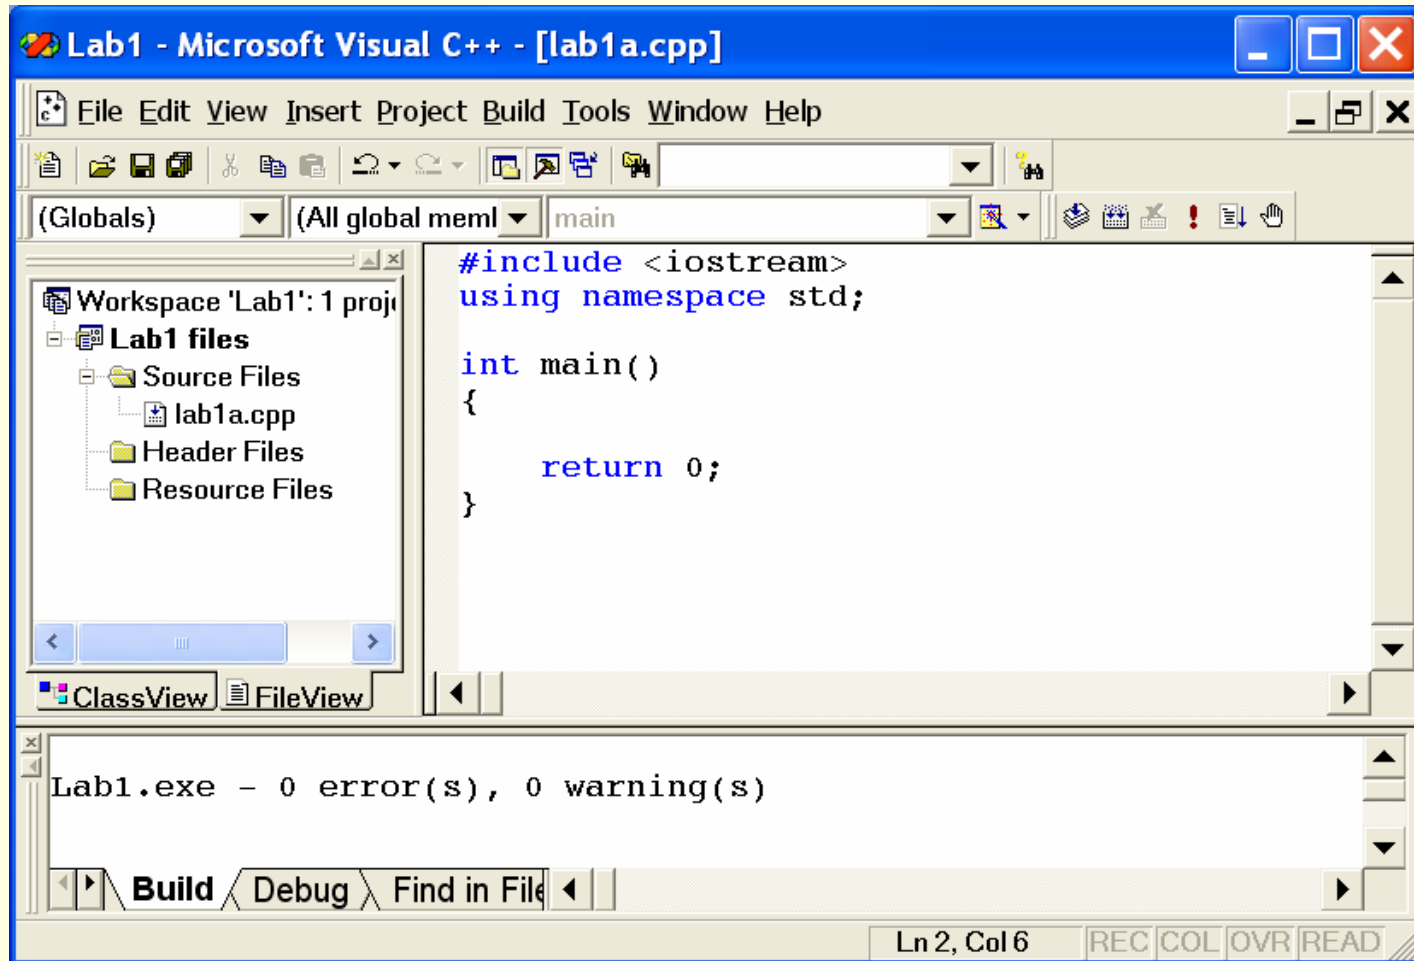 Lab1 - Microsoft Visual C++ - [lab1a.cpp]
File Edit View Insert Project Build Tools Window Help
(Globals) (All global meml main
Workspace 'Lab1': 1 proj
Lab1 files
Source Files
lab1a.cpp
Header Files
Resource Files
ClassView FileView
#include <iostream>
using namespace std;
int main()
{
return 0;
}
Lab1.exe - 0 error(s), 0 warning(s)
Build Debug Find in File
Ln 2, Col 6 REC COL OVR READ